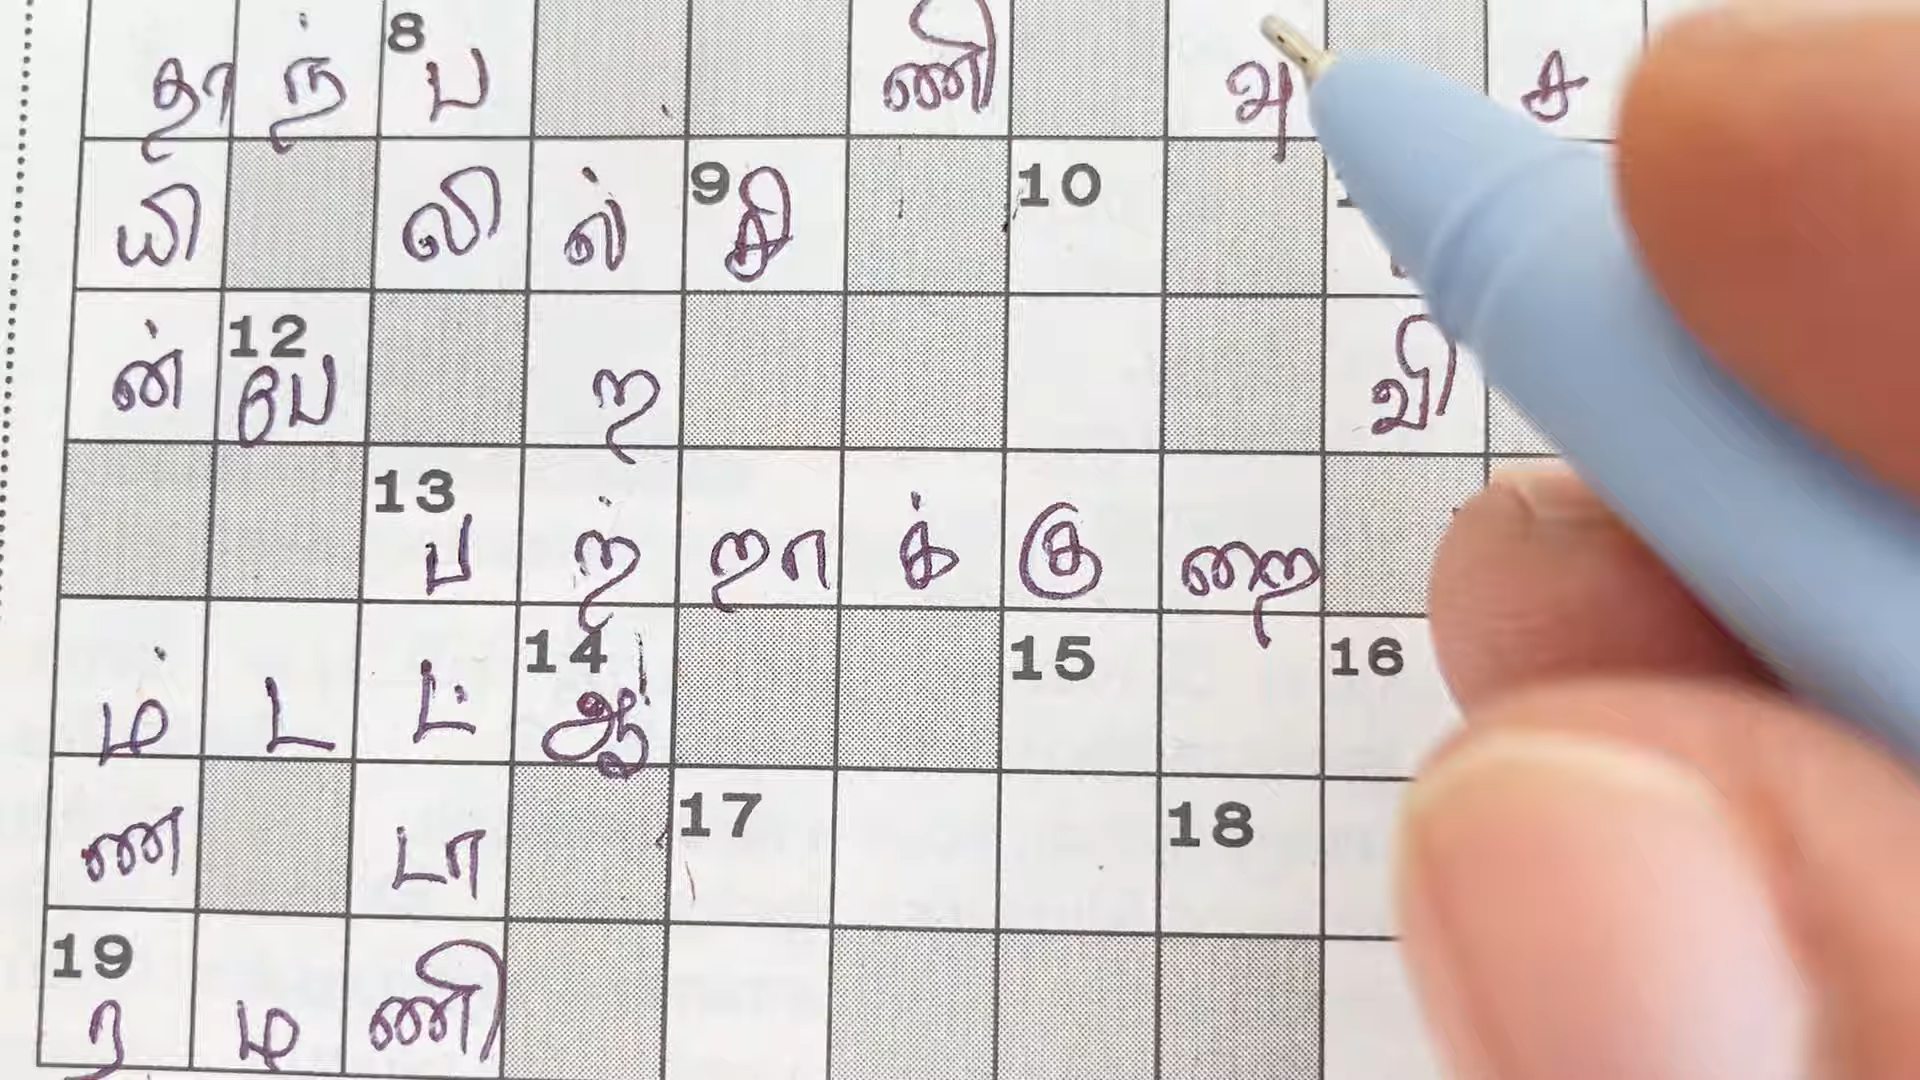 தா ந் 8 ப ணி அ ச
யி லி ல் 9 சி 10
ன் 12 பே ற வி
13 ப ற் றா க் கு றை
ம் ட ட் 14 ஆ 15 16
ண டா 17 18
19 ர ம ணி